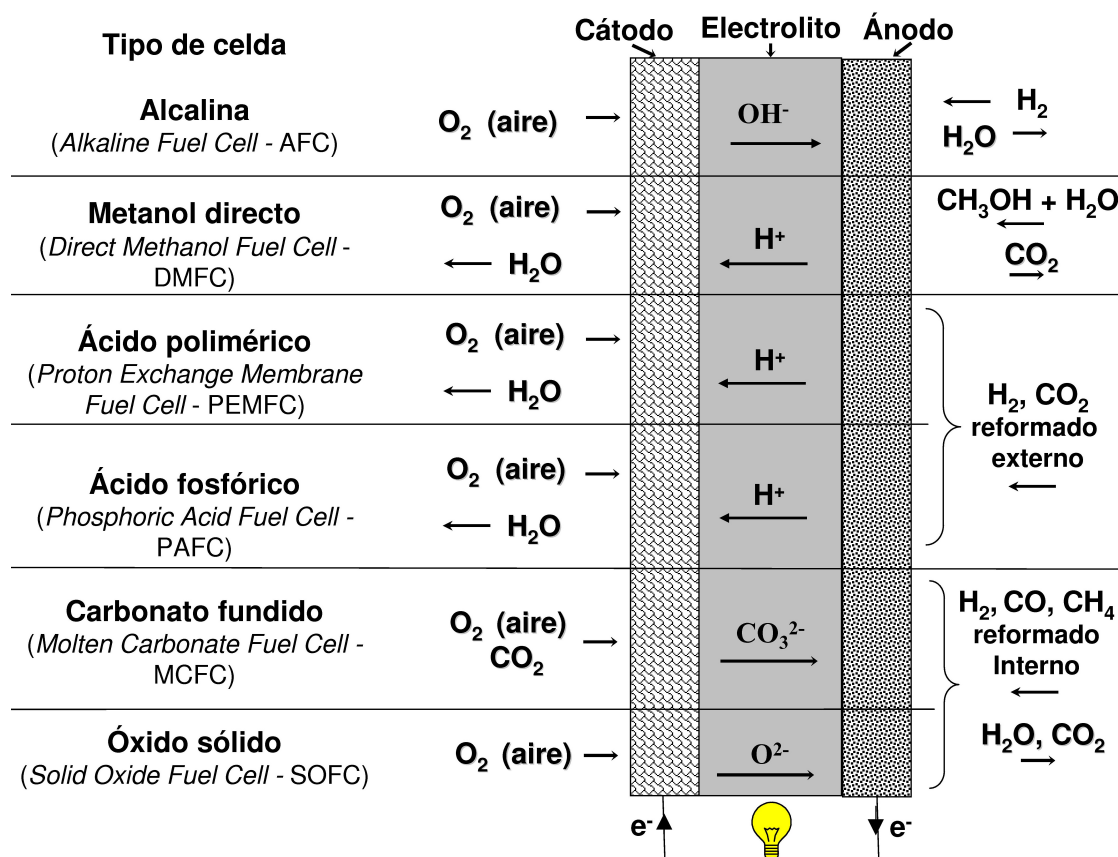 Tipo de celda
Cátodo
Electrolito
Ánodo
Alcalina
(Alkaline Fuel Cell - AFC)
O₂ (aire)
OH⁻
H₂
H₂O
Metanol directo
(Direct Methanol Fuel Cell -
DMFC)
O₂ (aire)
H₂O
H⁺
CH₃OH + H₂O
CO₂
Ácido polimérico
(Proton Exchange Membrane
Fuel Cell - PEMFC)
O₂ (aire)
H₂O
H⁺
H₂, CO₂
reformado
externo
Ácido fosfórico
(Phosphoric Acid Fuel Cell -
PAFC)
O₂ (aire)
H₂O
H⁺
Carbonato fundido
(Molten Carbonate Fuel Cell -
MCFC)
O₂ (aire)
CO₂
CO₃²⁻
H₂, CO, CH₄
reformado
Interno
H₂O, CO₂
Óxido sólido
(Solid Oxide Fuel Cell - SOFC)
O₂ (aire)
O²⁻
e⁻
e⁻